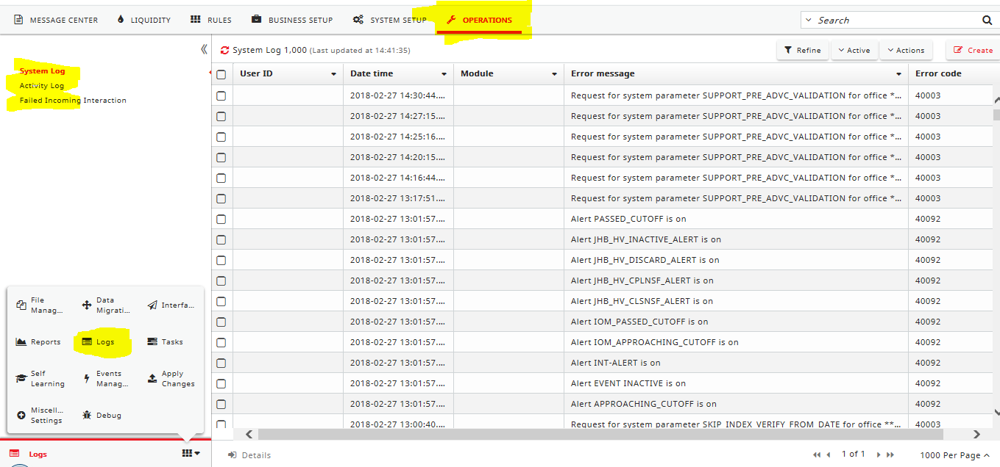 MESSAGE CENTER LIQUIDITY RULES BUSINESS SETUP SYSTEM SETUP OPERATIONS Search
System Log 1,000 (Last updated at 14:41:35) Refine Active Actions Create
System Log
Activity Log
Failed Incoming Interaction
User ID Date time Module Error message Error code
2018-02-27 14:30:44.... Request for system parameter SUPPORT_PRE_ADVC_VALIDATION for office *... 40003
2018-02-27 14:27:15.... Request for system parameter SUPPORT_PRE_ADVC_VALIDATION for office *... 40003
2018-02-27 14:25:16.... Request for system parameter SUPPORT_PRE_ADVC_VALIDATION for office *... 40003
2018-02-27 14:20:15.... Request for system parameter SUPPORT_PRE_ADVC_VALIDATION for office *... 40003
2018-02-27 14:16:44.... Request for system parameter SUPPORT_PRE_ADVC_VALIDATION for office *... 40003
2018-02-27 13:17:51.... Request for system parameter SUPPORT_PRE_ADVC_VALIDATION for office *... 40003
2018-02-27 13:01:57.... Alert PASSED_CUTOFF is on 40092
2018-02-27 13:01:57.... Alert JHB_HV_INACTIVE_ALERT is on 40092
2018-02-27 13:01:57.... Alert JHB_HV_DISCARD_ALERT is on 40092
2018-02-27 13:01:57.... Alert JHB_HV_CPLNSF_ALERT is on 40092
2018-02-27 13:01:57.... Alert JHB_HV_CLSNSF_ALERT is on 40092
2018-02-27 13:01:57.... Alert IOM_PASSED_CUTOFF is on 40092
2018-02-27 13:01:57.... Alert IOM_APPROACHING_CUTOFF is on 40092
2018-02-27 13:01:57.... Alert INT-ALERT is on 40092
2018-02-27 13:01:57.... Alert EVENT INACTIVE is on 40092
2018-02-27 13:01:57.... Alert APPROACHING_CUTOFF is on 40092
2018-02-27 13:00:40.... Request for system parameter SKIP_INDEX_VERIFY_FROM_DATE for office **... 40003
File Manag...
Data Migrati...
Interfa...
Reports
Logs
Tasks
Self Learning
Events Manag...
Apply Changes
Miscell... Settings
Debug
Logs
Details 1 of 1 1000 Per Page